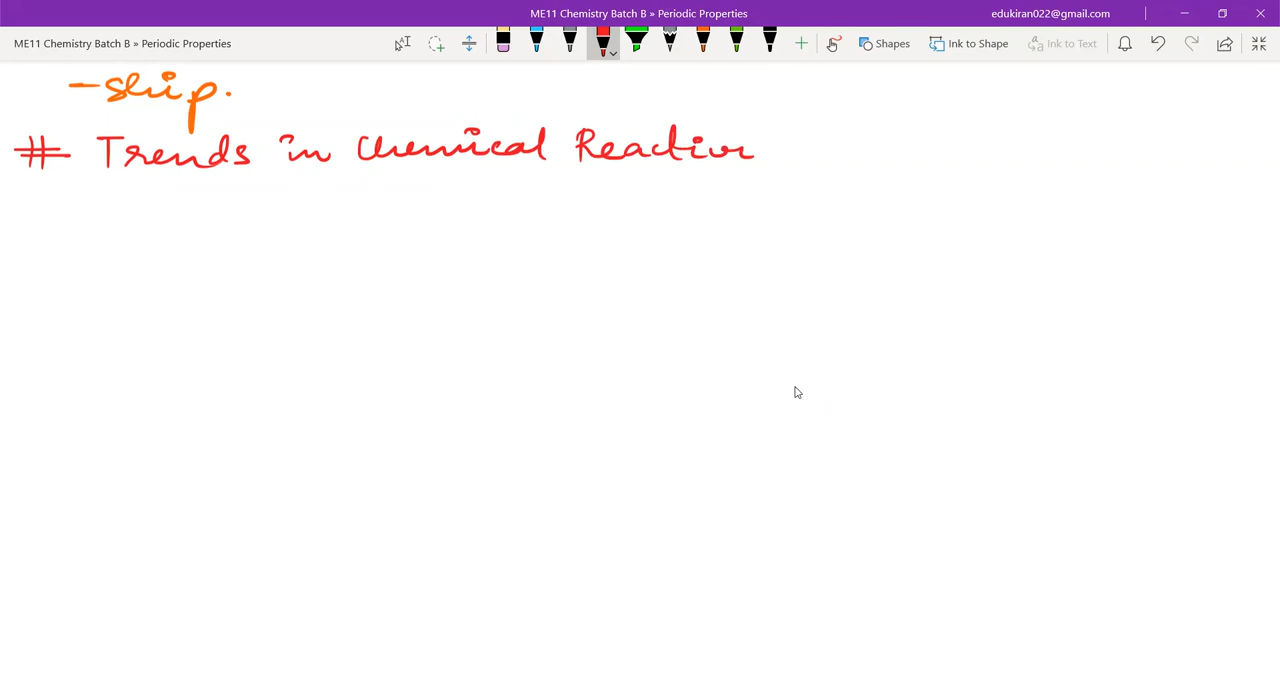 ME11 Chemistry Batch B » Periodic Properties
edukiran022@gmail.com
ME11 Chemistry Batch B » Periodic Properties
Shapes
Ink to Shape
Ink to Text
-ship.
# Trends in Chemical Reactiv